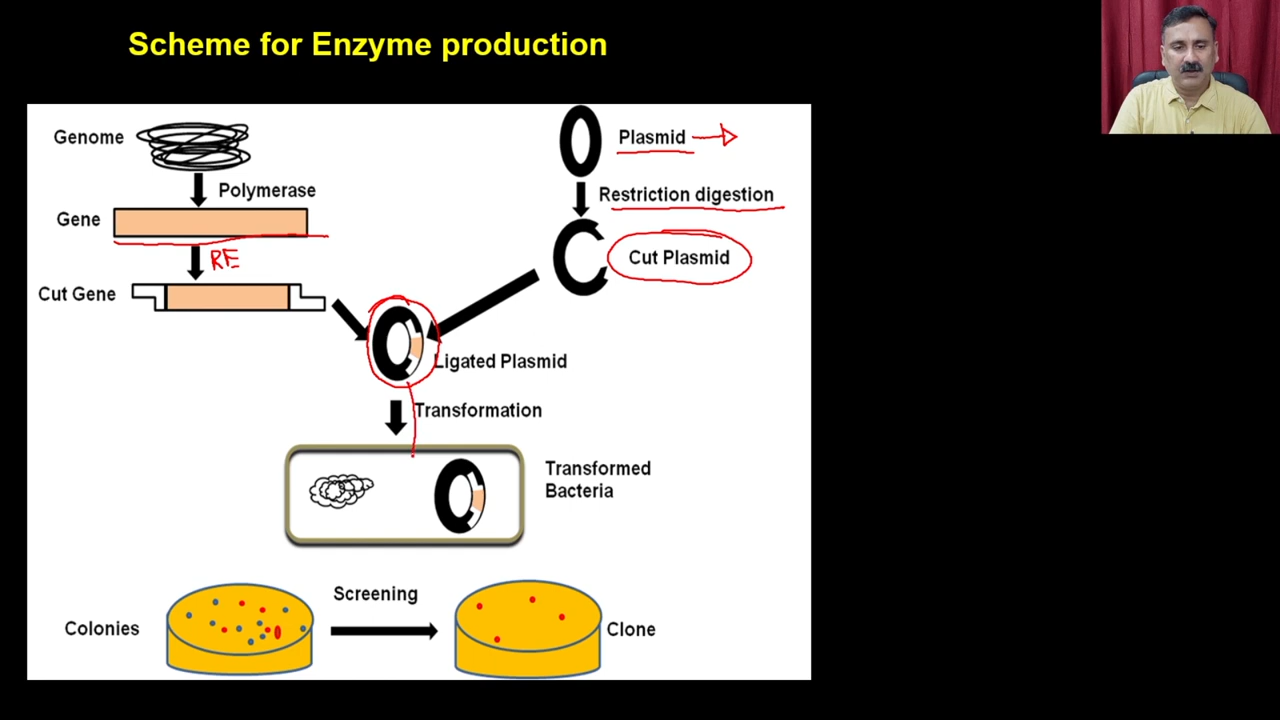 Scheme for Enzyme production
Genome
Plasmid
Polymerase
Restriction digestion
Gene
RE
Cut Plasmid
Cut Gene
Ligated Plasmid
Transformation
Transformed
Bacteria
Screening
Colonies
Clone